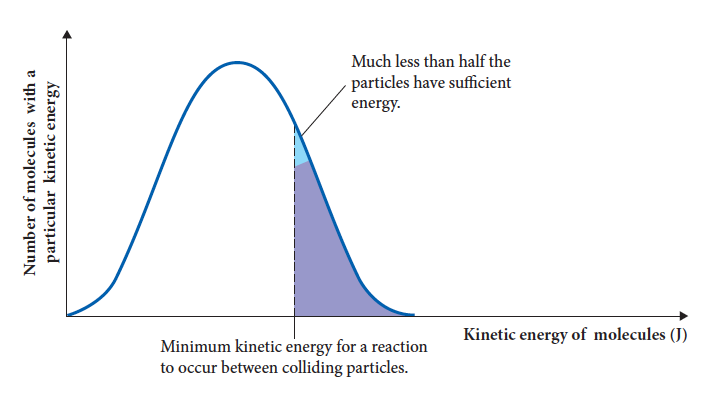 Much less than half the
particles have sufficient
energy.
Number of molecules with a
particular kinetic energy
Kinetic energy of molecules (J)
Minimum kinetic energy for a reaction
to occur between colliding particles.